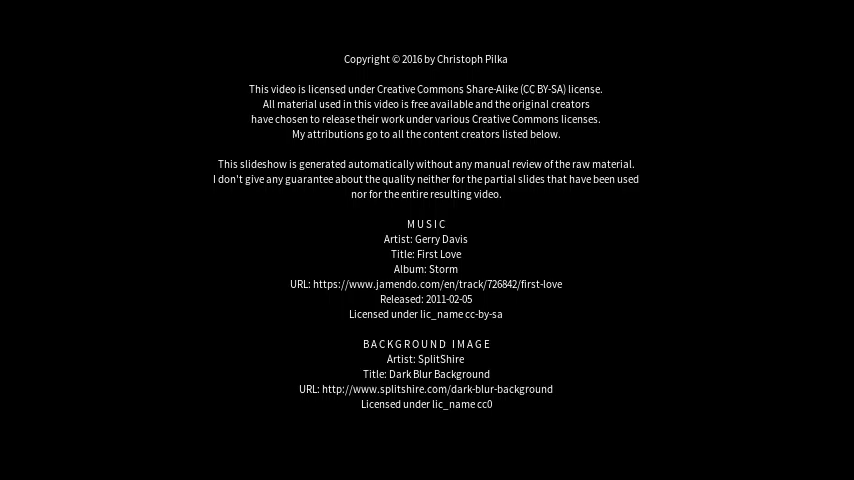 Copyright © 2016 by Christoph Pilka
This video is licensed under Creative Commons Share-Alike (CC BY-SA) license.
All material used in this video is free available and the original creators
have chosen to release their work under various Creative Commons licenses.
My attributions go to all the content creators listed below.
This slideshow is generated automatically without any manual review of the raw material.
I don't give any guarantee about the quality neither for the partial slides that have been used
nor for the entire resulting video.
MUSIC
Artist: Gerry Davis
Title: First Love
Album: Storm
URL: https://www.jamendo.com/en/track/726842/first-love
Released: 2011-02-05
Licensed under lic_name cc-by-sa
BACKGROUND IMAGE
Artist: SplitShire
Title: Dark Blur Background
URL: http://www.splitshire.com/dark-blur-background
Licensed under lic_name cc0